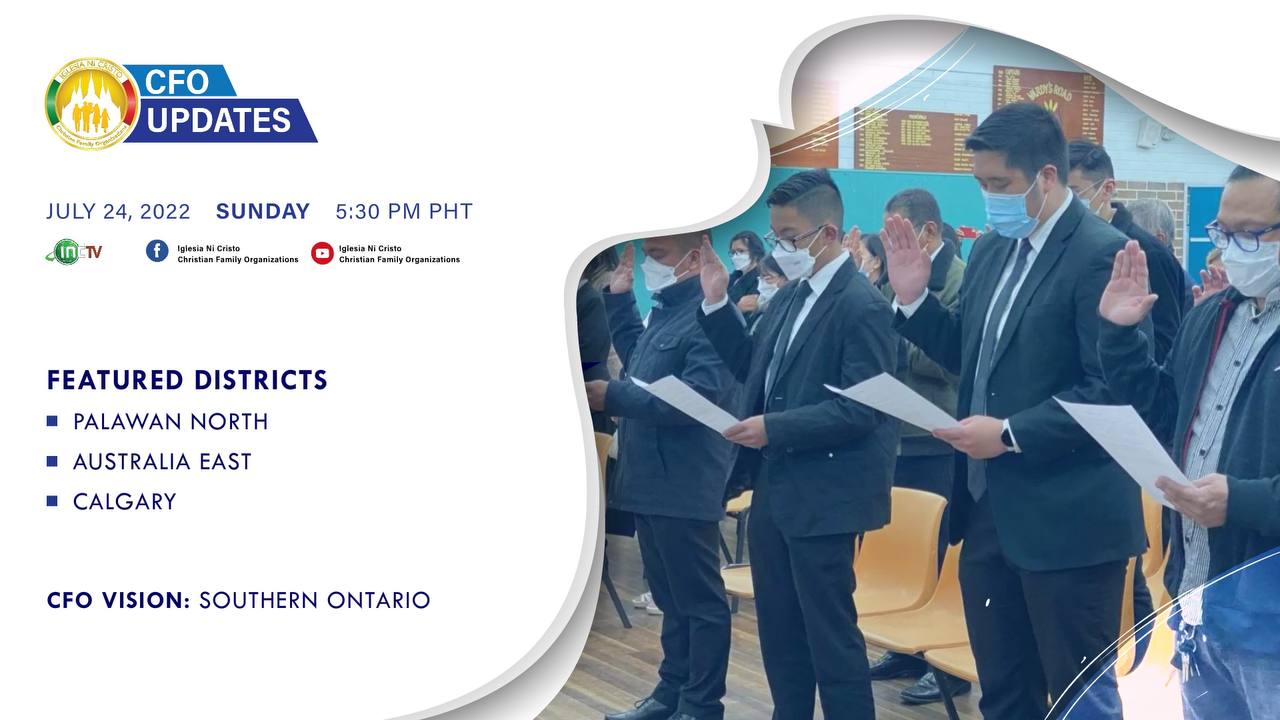 IGLESIA NI CRISTO
Christian Family Organizations
CFO
UPDATES
JULY 24, 2022 SUNDAY 5:30 PM PHT
INCTV
f
Iglesia Ni Cristo
Christian Family Organizations
Iglesia Ni Cristo
Christian Family Organizations
FEATURED DISTRICTS
PALAWAN NORTH
AUSTRALIA EAST
CALGARY
CFO VISION: SOUTHERN ONTARIO
VARDYS ROAD